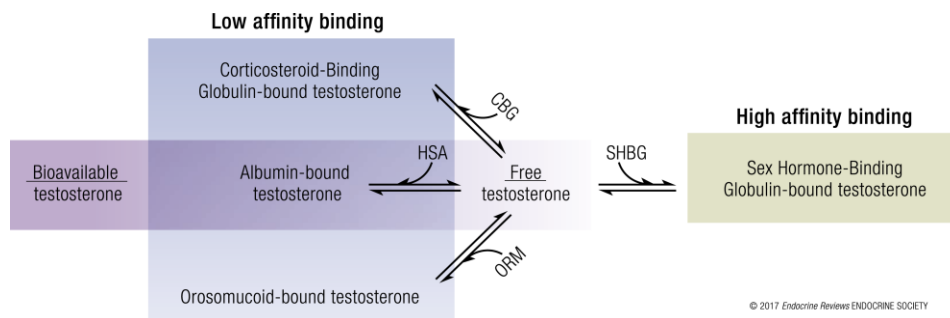 Low affinity binding
Corticosteroid-Binding
Globulin-bound testosterone
CBG
High affinity binding
Bioavailable
testosterone
Albumin-bound
testosterone
HSA
Free
testosterone
SHBG
Sex Hormone-Binding
Globulin-bound testosterone
ORM
Orosomucoid-bound testosterone
© 2017 Endocrine Reviews ENDOCRINE SOCIETY